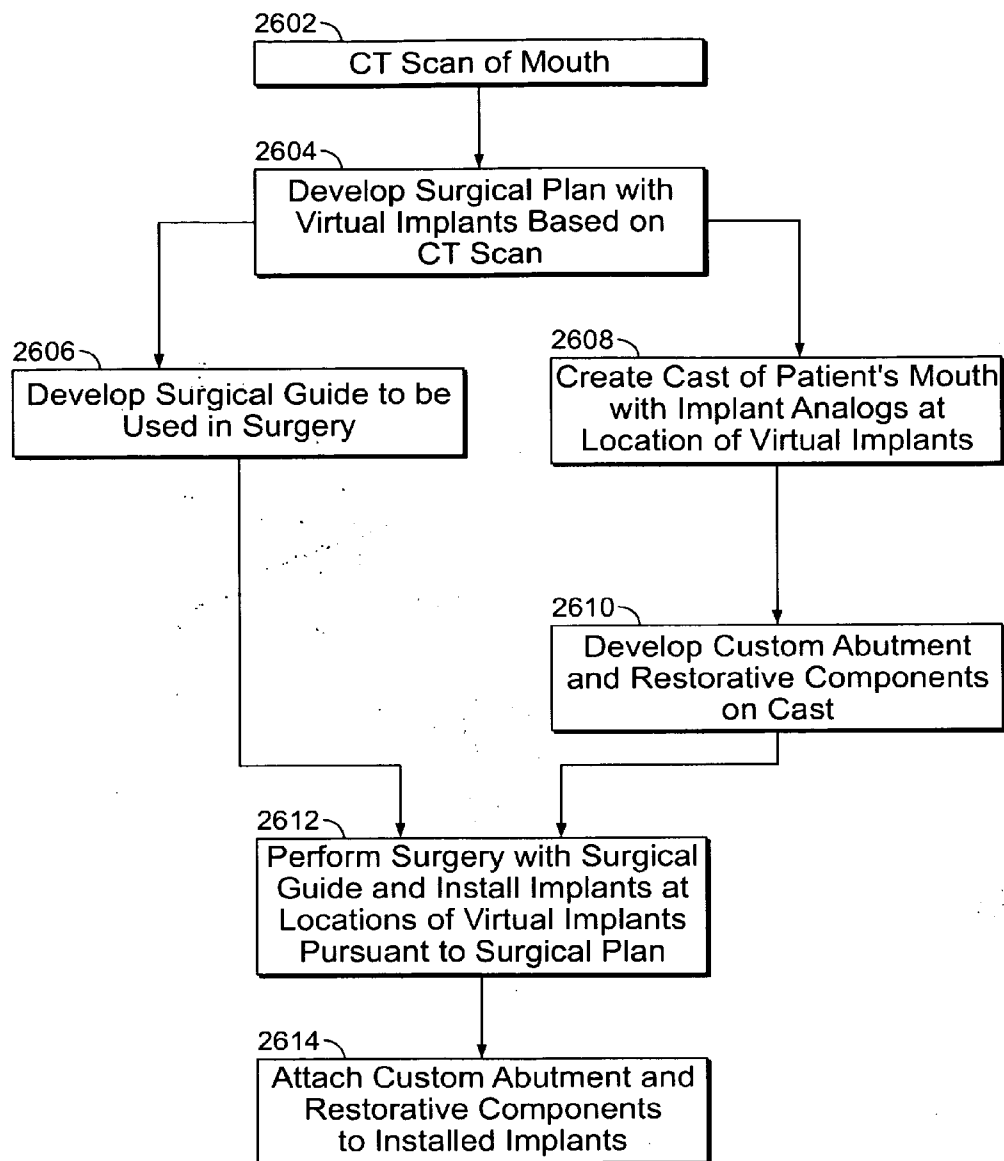 2602
CT Scan of Mouth
2604
Develop Surgical Plan with
Virtual Implants Based on
CT Scan
2606
Develop Surgical Guide to be
Used in Surgery
2608
Create Cast of Patient's Mouth
with Implant Analogs at
Location of Virtual Implants
2610
Develop Custom Abutment
and Restorative Components
on Cast
2612
Perform Surgery with Surgical
Guide and Install Implants at
Locations of Virtual Implants
Pursuant to Surgical Plan
2614
Attach Custom Abutment and
Restorative Components
to Installed Implants